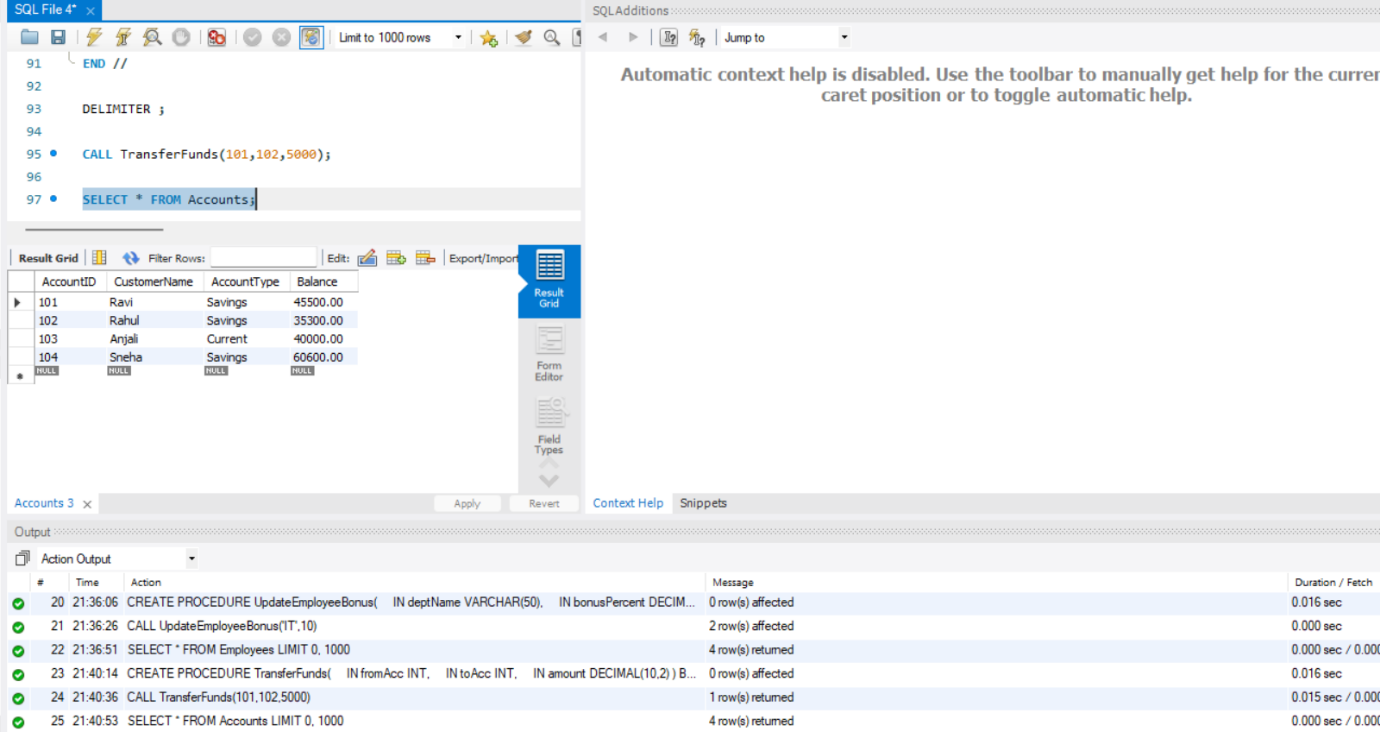 SQL File 4* ×
SQLAdditions
Limit to 1000 rows
Jump to
91 END //
92
93 DELIMITER ;
94
95 CALL TransferFunds(101,102,5000);
96
97 SELECT * FROM Accounts;
Automatic context help is disabled. Use the toolbar to manually get help for the curren
caret position or to toggle automatic help.
Result Grid Filter Rows: Edit: Export/Import
AccountID CustomerName AccountType Balance
101 Ravi Savings 45500.00
102 Rahul Savings 35300.00
103 Anjali Current 40000.00
104 Sneha Savings 60600.00
NULL NULL NULL NULL
Result
Grid
Form
Editor
Field
Types
Accounts 3 × Apply Revert
Context Help Snippets
Output
Action Output
# Time Action Message Duration / Fetch
20 21:36:06 CREATE PROCEDURE UpdateEmployeeBonus( IN deptName VARCHAR(50), IN bonusPercent DECIM... 0 row(s) affected 0.016 sec
21 21:36:26 CALL UpdateEmployeeBonus('IT',10) 2 row(s) affected 0.000 sec
22 21:36:51 SELECT * FROM Employees LIMIT 0, 1000 4 row(s) returned 0.000 sec / 0.000
23 21:40:14 CREATE PROCEDURE TransferFunds( IN fromAcc INT, IN toAcc INT, IN amount DECIMAL(10,2) ) B... 0 row(s) affected 0.016 sec
24 21:40:36 CALL TransferFunds(101,102,5000) 1 row(s) returned 0.015 sec / 0.000
25 21:40:53 SELECT * FROM Accounts LIMIT 0, 1000 4 row(s) returned 0.000 sec / 0.000